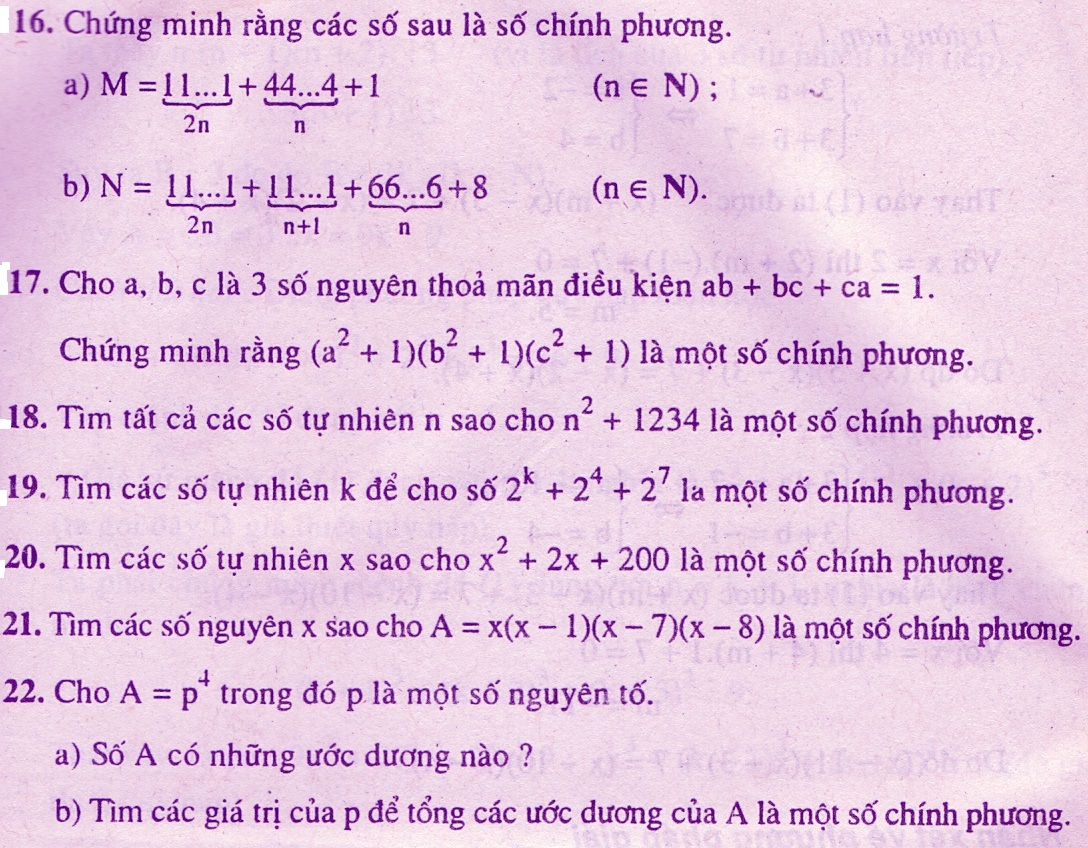 16. Chứng minh rằng các số sau là số chính phương.
a) M = 11...1 + 44...4 + 1 (n ∈ N) ;
2n n
b) N = 11...1 + 11...1 + 66...6 + 8 (n ∈ N).
2n n+1 n
17. Cho a, b, c là 3 số nguyên thoả mãn điều kiện ab + bc + ca = 1.
Chứng minh rằng (a² + 1)(b² + 1)(c² + 1) là một số chính phương.
18. Tìm tất cả các số tự nhiên n sao cho n² + 1234 là một số chính phương.
19. Tìm các số tự nhiên k để cho số 2ᵏ + 2⁴ + 2⁷ là một số chính phương.
20. Tìm các số tự nhiên x sao cho x² + 2x + 200 là một số chính phương.
21. Tìm các số nguyên x sao cho A = x(x − 1)(x − 7)(x − 8) là một số chính phương.
22. Cho A = p⁴ trong đó p là một số nguyên tố.
a) Số A có những ước dương nào ?
b) Tìm các giá trị của p để tổng các ước dương của A là một số chính phương.